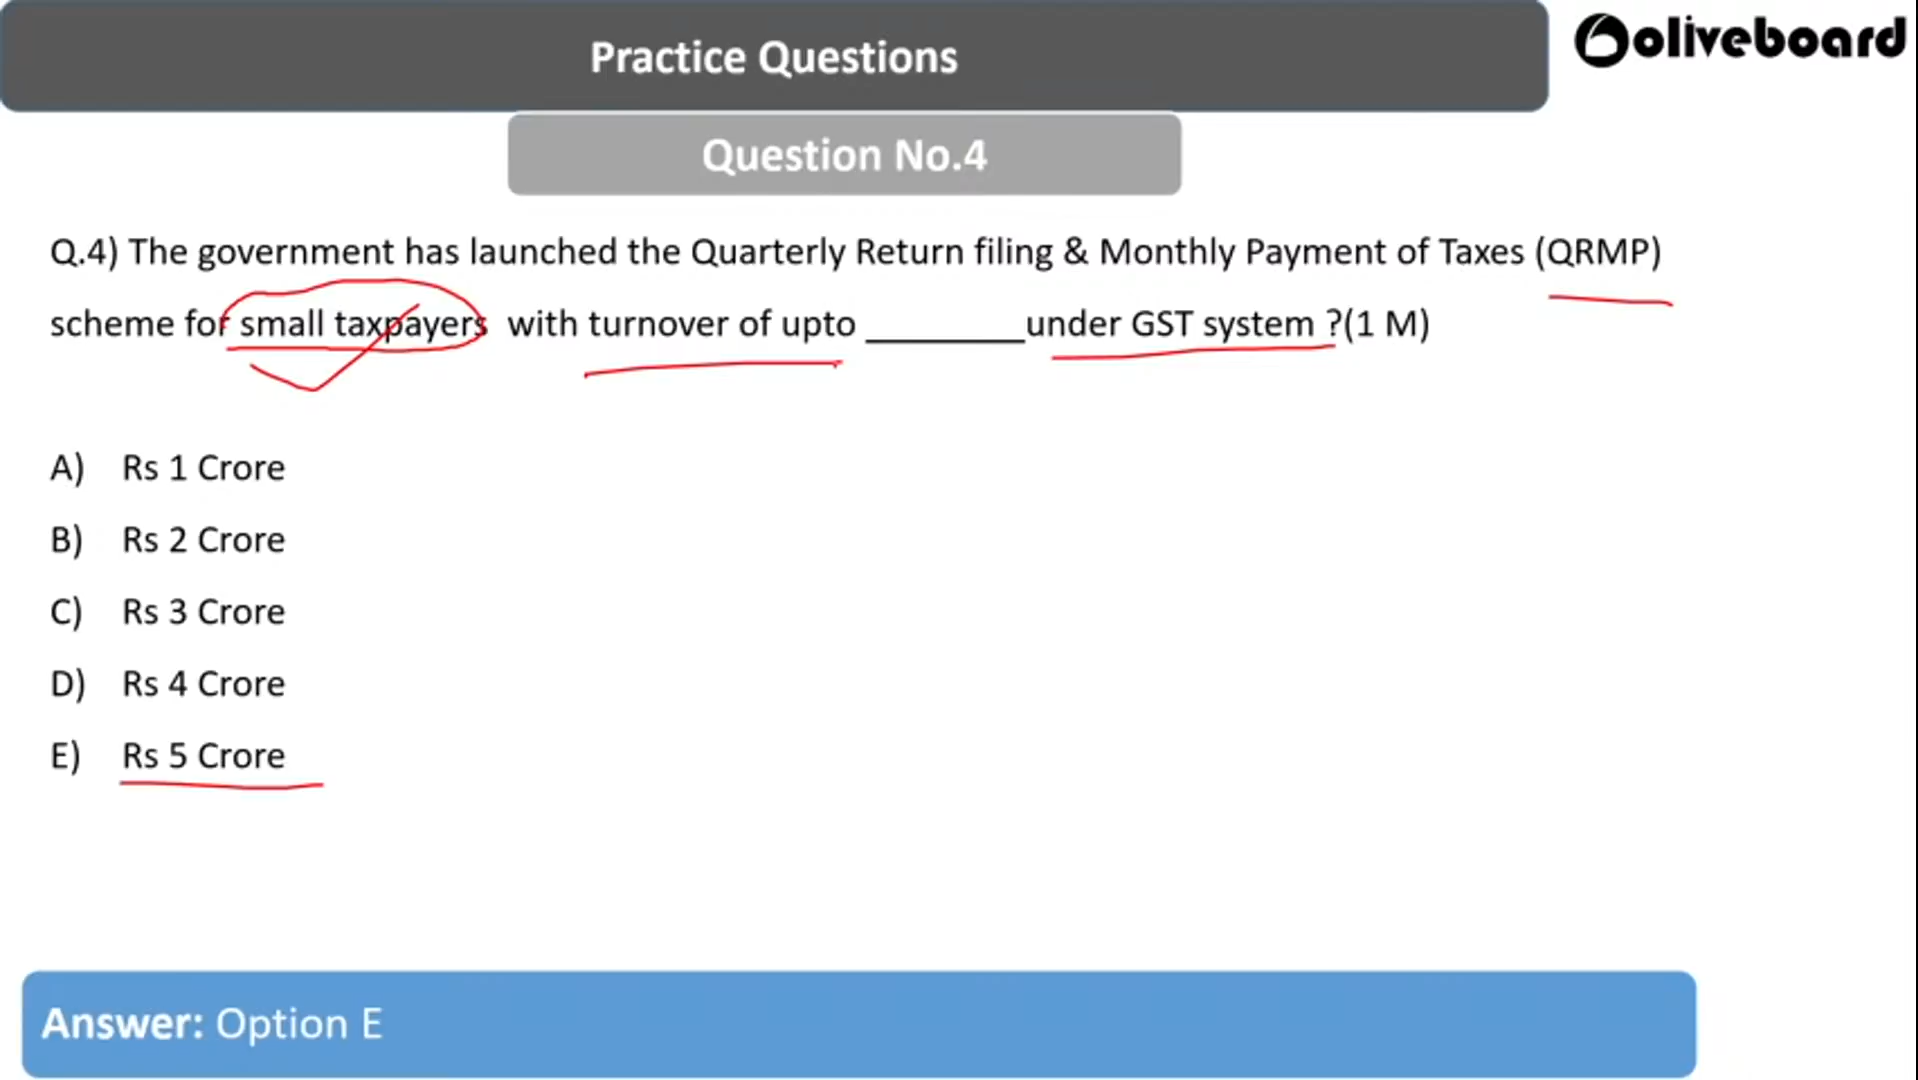 Practice Questions
oliveboard
Question No.4
Q.4) The government has launched the Quarterly Return filing & Monthly Payment of Taxes (QRMP)
scheme for small taxpayers with turnover of upto ________under GST system ?(1 M)
A) Rs 1 Crore
B) Rs 2 Crore
C) Rs 3 Crore
D) Rs 4 Crore
E) Rs 5 Crore
Answer: Option E